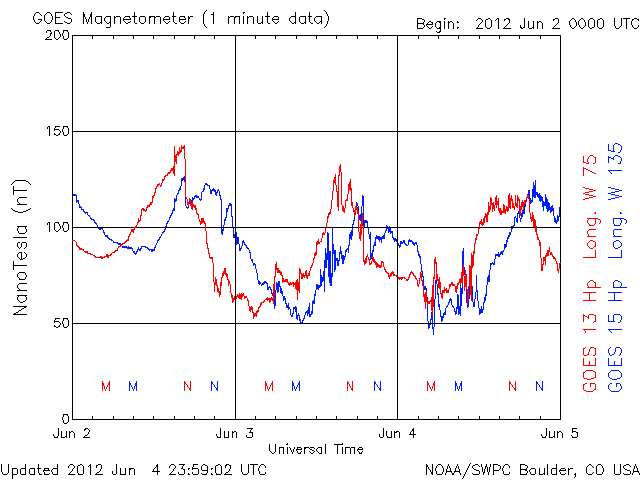 GOES Magnetometer (1 minute data)
Begin: 2012 Jun 2 0000 UTC
200
150
100
50
0
NanoTesla (nT)
M M N N M M N N M M N N
Jun 2 Jun 3 Jun 4 Jun 5
Universal Time
GOES 13 Hp Long. W 75
GOES 15 Hp Long. W 135
Updated 2012 Jun 4 23:59:02 UTC
NOAA/SWPC Boulder, CO USA